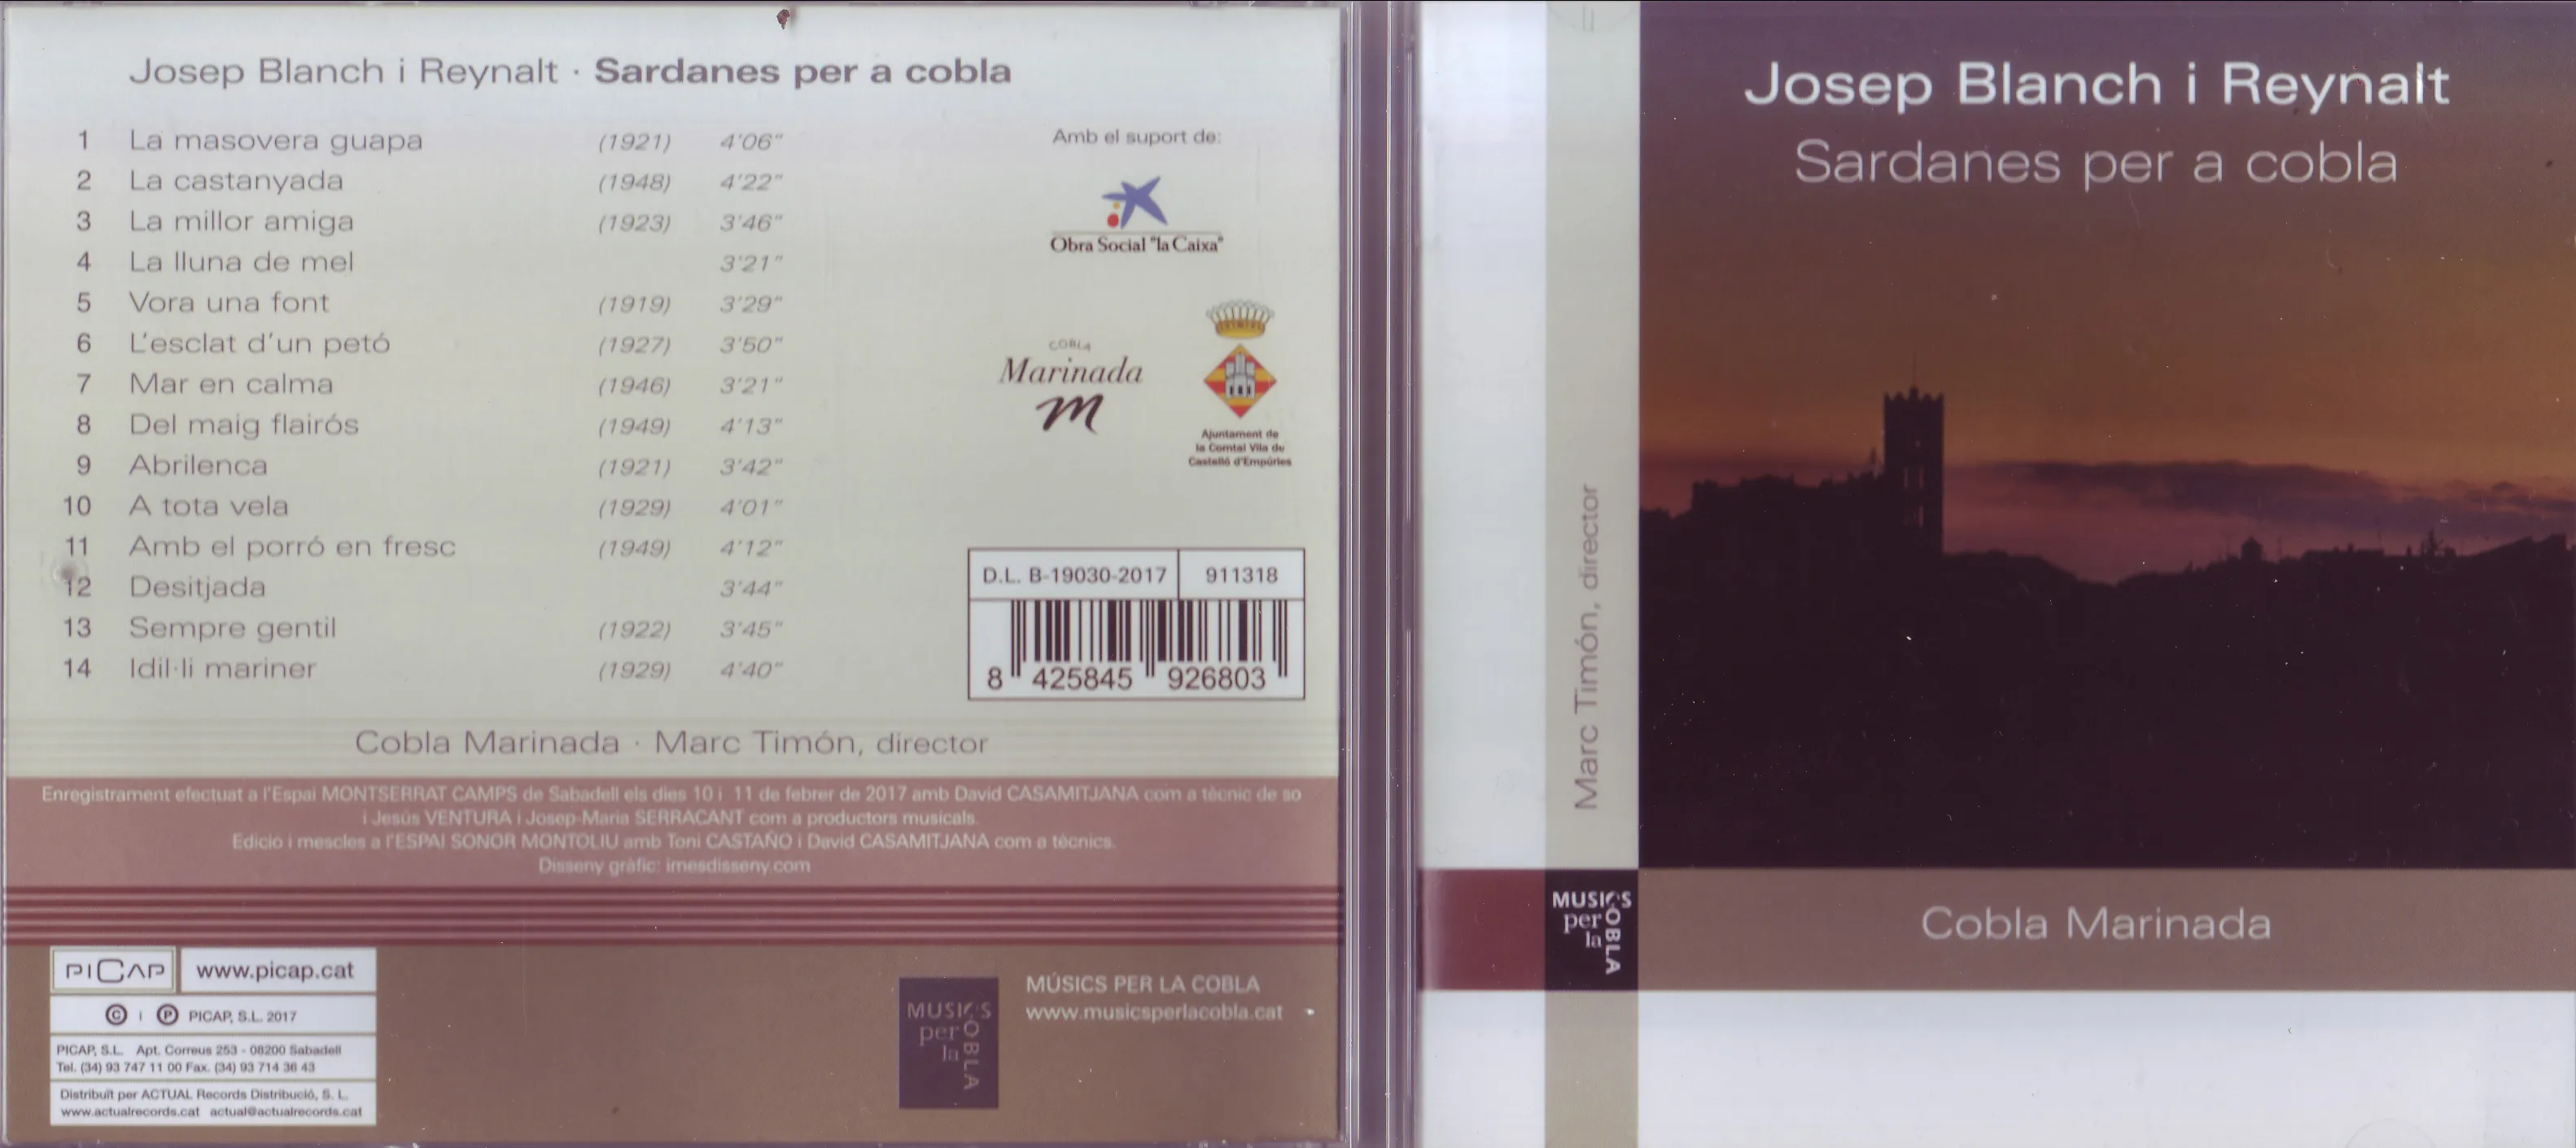 Josep Blanch i Reynalt · Sardanes per a cobla
1 La masovera guapa (1921) 4'06"
2 La castanyada (1948) 4'22"
3 La millor amiga (1923) 3'46"
4 La lluna de mel 3'21"
5 Vora una font (1919) 3'29"
6 L'esclat d'un petó (1927) 3'50"
7 Mar en calma (1946) 3'21"
8 Del maig flairós (1949) 4'13"
9 Abrilenca (1921) 3'42"
10 A tota vela (1929) 4'01"
11 Amb el porró en fresc (1949) 4'12"
12 Desitjada 3'44"
13 Sempre gentil (1922) 3'45"
14 Idil·li mariner (1929) 4'40"
Amb el suport de:
Obra Social "la Caixa"
COBLA
Marinada
m
Ajuntament de
la Comtal Vila de
Castelló d'Empúries
D.L. B-19030-2017 911318
8 425845 926803
Cobla Marinada · Marc Timón, director
Enregistrament efectuat a l'Espai MONTSERRAT CAMPS de Sabadell els dies 10 i 11 de febrer de 2017 amb David CASAMITJANA com a tècnic de so
i Jesús VENTURA i Josep-Maria SERRACANT com a productors musicals.
Edició i mescles a l'ESPAI SONOR MONTOLIU amb Toni CASTAÑO i David CASAMITJANA com a tècnics.
Disseny gràfic: imesdisseny.com
PICAP www.picap.cat
© i ℗ PICAP, S.L. 2017
PICAP, S.L. Apt. Correus 253 - 08200 Sabadell
Tel. (34) 93 747 11 00 Fax. (34) 93 714 36 43
Distribuït per ACTUAL Records Distribució, S. L.
www.actualrecords.cat actual@actualrecords.cat
MUSICS
per la
COBLA
MÚSICS PER LA COBLA
www.musicsperlacobla.cat
Marc Timón, director
MUSICS
per la
COBLA
Josep Blanch i Reynalt
Sardanes per a cobla
Cobla Marinada